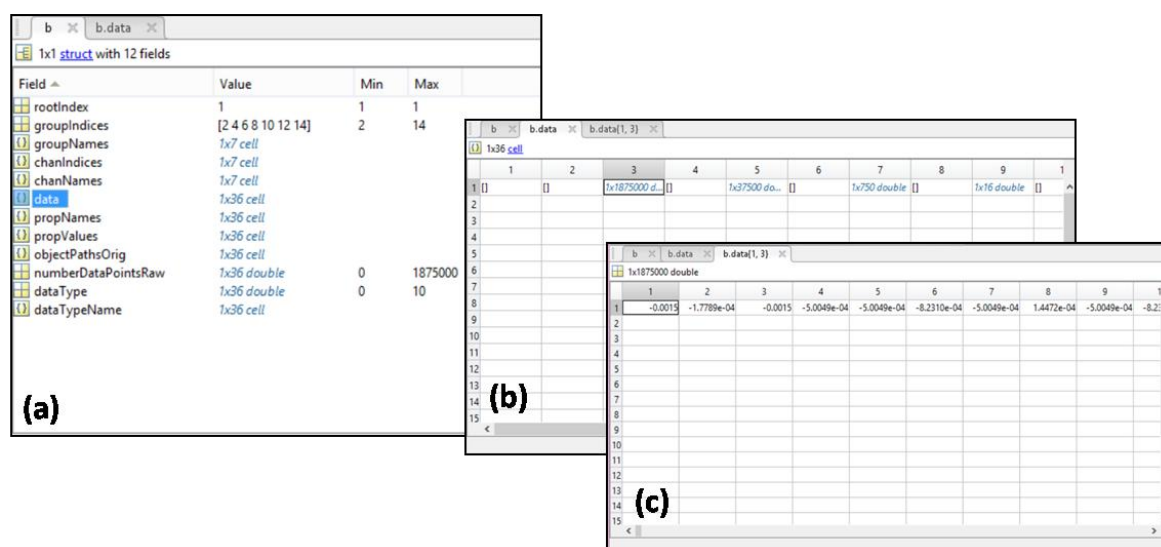 b b.data
1x1 struct with 12 fields
Field Value Min Max
rootIndex 1 1 1
groupIndices [2 4 6 8 10 12 14] 2 14
groupNames 1x7 cell
chanIndices 1x7 cell
chanNames 1x7 cell
data 1x36 cell
propNames 1x36 cell
propValues 1x36 cell
objectPathsOrig 1x36 cell
numberDataPointsRaw 1x36 double 0 1875000
dataType 1x36 double 0 10
dataTypeName 1x36 cell
(a)
b b.data b.data{1, 3}
1x36 cell
1 2 3 4 5 6 7 8 9 1
1 [] [] 1x1875000 d... [] 1x37500 do... [] 1x750 double [] 1x16 double []
2
3
4
5
6
7
8
9
10
11
12
13
14
15
(b)
b b.data b.data{1, 3}
1x1875000 double
1 2 3 4 5 6 7 8 9 1
1 -0.0015 -1.7789e-04 -0.0015 -5.0049e-04 -5.0049e-04 -8.2310e-04 -5.0049e-04 1.4472e-04 -5.0049e-04 -8.23
2
3
4
5
6
7
8
9
10
11
12
13
14
15
(c)